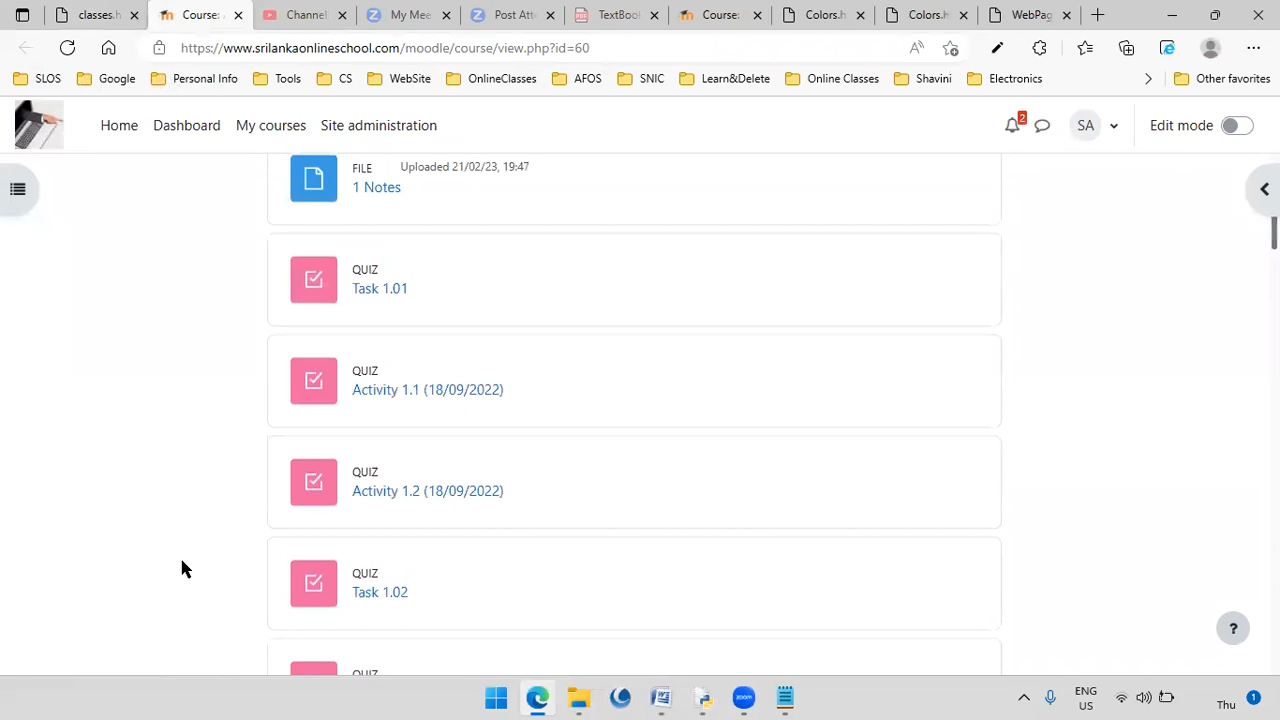 classes.h
Course:
Channel
My Mee
Post Atte
TextBool
Course:
Colors.h
Colors.h
WebPag
https://www.srilankaonlineschool.com/moodle/course/view.php?id=60
SLOS
Google
Personal Info
Tools
CS
WebSite
OnlineClasses
AFOS
SNIC
Learn&Delete
Online Classes
Shavini
Electronics
Other favorites
Home
Dashboard
My courses
Site administration
2
SA
Edit mode
FILE Uploaded 21/02/23, 19:47
1 Notes
QUIZ
Task 1.01
QUIZ
Activity 1.1 (18/09/2022)
QUIZ
Activity 1.2 (18/09/2022)
QUIZ
Task 1.02
QUIZ
?
zoom
ENG
US
Thu
1